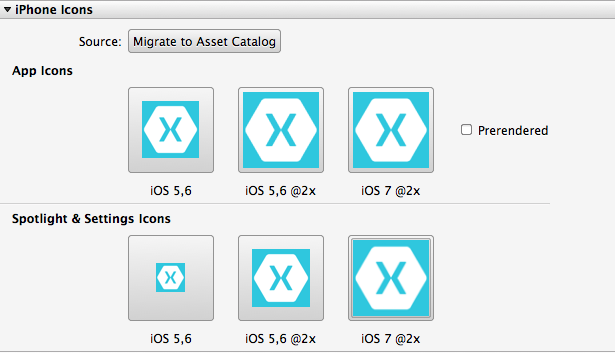 iPhone Icons
Source: Migrate to Asset Catalog
App Icons
Prerendered
iOS 5,6 iOS 5,6 @2x iOS 7 @2x
Spotlight & Settings Icons
iOS 5,6 iOS 5,6 @2x iOS 7 @2x